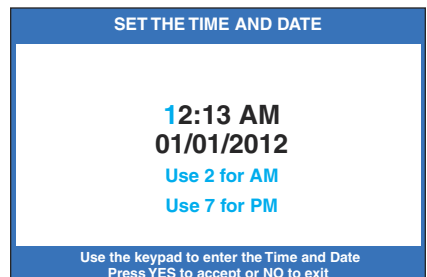 SET THE TIME AND DATE
12:13 AM
01/01/2012
Use 2 for AM
Use 7 for PM
Use the keypad to enter the Time and Date
Press YES to accept or NO to exit